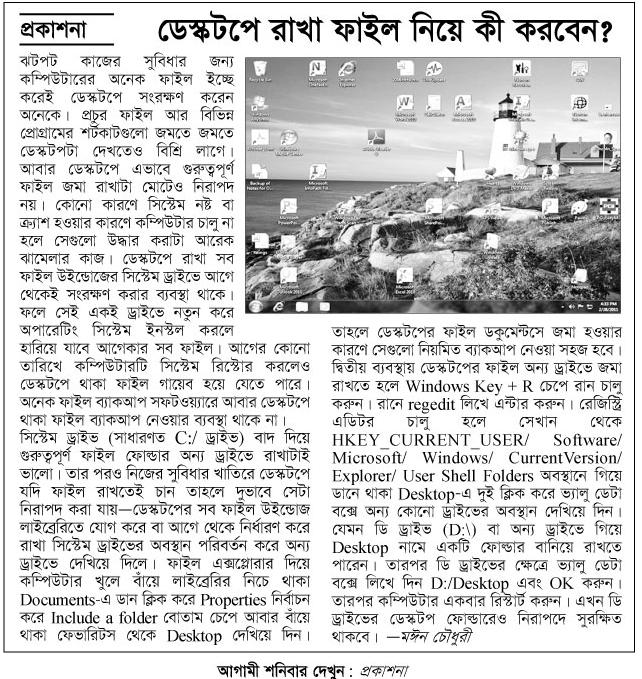 প্রকাশনা
ডেস্কটপে রাখা ফাইল নিয়ে কী করবেন?
ঝটপট কাজের সুবিধার জন্য
কম্পিউটারের অনেক ফাইল ইচ্ছে
করেই ডেস্কটপে সংরক্ষণ করেন
অনেকে। প্রচুর ফাইল আর বিভিন্ন
প্রোগ্রামের শর্টকাটগুলো জমতে জমতে
ডেস্কটপটা দেখতেও বিশ্রি লাগে।
আবার ডেস্কটপে এভাবে গুরুত্বপূর্ণ
ফাইল জমা রাখাটা মোটেও নিরাপদ
নয়। কোনো কারণে সিস্টেম নষ্ট বা
ক্র্যাশ হওয়ার কারণে কম্পিউটার চালু না
হলে সেগুলো উদ্ধার করাটা আরেক
ঝামেলার কাজ। ডেস্কটপে রাখা সব
ফাইল উইন্ডোজের সিস্টেম ড্রাইভে আগে
থেকেই সংরক্ষণ করার ব্যবস্থা থাকে।
ফলে সেই একই ড্রাইভে নতুন করে
অপারেটিং সিস্টেম ইনস্টল করলে
হারিয়ে যাবে আগেকার সব ফাইল। আগের কোনো
তারিখে কম্পিউটারটি সিস্টেম রিস্টোর করলেও
ডেস্কটপে থাকা ফাইল গায়েব হয়ে যেতে পারে।
অনেক ফাইল ব্যাকআপ সফটওয়্যারে আবার ডেস্কটপে
থাকা ফাইল ব্যাকআপ নেওয়ার ব্যবস্থা থাকে না।
সিস্টেম ড্রাইভ (সাধারণত C:/ ড্রাইভ) বাদ দিয়ে
গুরুত্বপূর্ণ ফাইল ফোল্ডার অন্য ড্রাইভে রাখাটাই
ভালো। তার পরও নিজের সুবিধার খাতিরে ডেস্কটপে
যদি ফাইল রাখতেই চান তাহলে দুভাবে সেটা
নিরাপদ করা যায়—ডেস্কটপের সব ফাইল উইন্ডোজ
লাইব্রেরিতে যোগ করে বা আগে থেকে নির্ধারণ করে
রাখা সিস্টেম ড্রাইভের অবস্থান পরিবর্তন করে অন্য
ড্রাইভে দেখিয়ে দিলে। ফাইল এক্সপ্লোরার দিয়ে
কম্পিউটার খুলে বাঁয়ে লাইব্রেরির নিচে থাকা
Documents-এ ডান ক্লিক করে Properties নির্বাচন
করে Include a folder বোতাম চেপে আবার বাঁয়ে
থাকা ফেভারিটস থেকে Desktop দেখিয়ে দিন।
তাহলে ডেস্কটপের ফাইল ডকুমেন্টসে জমা হওয়ার
কারণে সেগুলো নিয়মিত ব্যাকআপ নেওয়া সহজ হবে।
দ্বিতীয় ব্যবস্থায় ডেস্কটপের ফাইল অন্য ড্রাইভে জমা
রাখতে হলে Windows Key + R চেপে রান চালু
করুন। রানে regedit লিখে এন্টার করুন। রেজিস্ট্রি
এডিটর চালু হলে সেখান থেকে
HKEY_CURRENT_USER/ Software/
Microsoft/ Windows/ CurrentVersion/
Explorer/ User Shell Folders অবস্থানে গিয়ে
ডানে থাকা Desktop-এ দুই ক্লিক করে ভ্যালু ডেটা
বক্সে অন্য কোনো ড্রাইভের অবস্থান দেখিয়ে দিন।
যেমন ডি ড্রাইভ (D:\) বা অন্য ড্রাইভে গিয়ে
Desktop নামে একটি ফোল্ডার বানিয়ে রাখতে
পারেন। তারপর ডি ড্রাইভের ক্ষেত্রে ভ্যালু ডেটা
বক্সে লিখে দিন D:/Desktop এবং OK করুন।
তারপর কম্পিউটার একবার রিস্টার্ট করুন। এখন ডি
ড্রাইভের ডেস্কটপ ফোল্ডারেও নিরাপদে সুরক্ষিত
থাকবে। —মঈন চৌধুরী
আগামী শনিবার দেখুন : প্রকাশনা